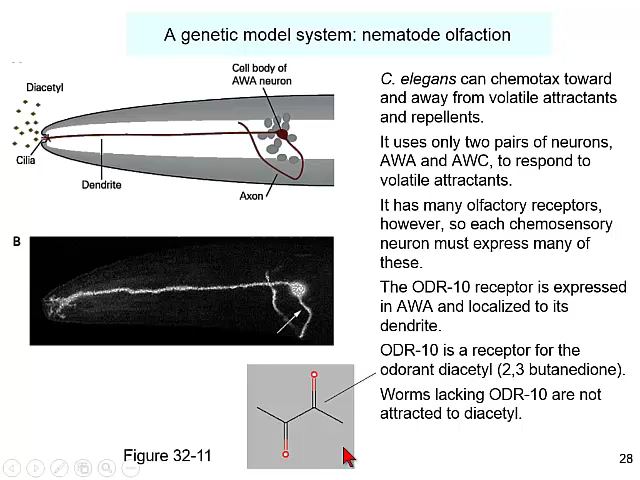 A genetic model system: nematode olfaction
Diacetyl
Cell body of
AWA neuron
Cilia
Dendrite
Axon
B
C. elegans can chemotax toward
and away from volatile attractants
and repellents.
It uses only two pairs of neurons,
AWA and AWC, to respond to
volatile attractants.
It has many olfactory receptors,
however, so each chemosensory
neuron must express many of
these.
The ODR-10 receptor is expressed
in AWA and localized to its
dendrite.
ODR-10 is a receptor for the
odorant diacetyl (2,3 butanedione).
Worms lacking ODR-10 are not
attracted to diacetyl.
Figure 32-11
28